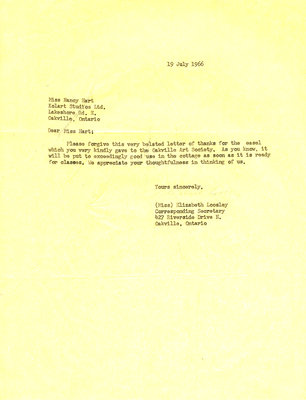 19 July 1966
Miss Nancy Hart
Kolart Studios Ltd.
Lakeshore Rd. E.
Oakville, Ontario
Dear Miss Hart;
Please forgive this very belated letter of thanks for the easel
which you very kindly gave to the Oakville Art Society. As you know, it
will be put to exceedingly good use in the cottage as soon as it is ready
for classes. We appreciate your thoughtfulness in thinking of us.
Yours sincerely,
(Miss) Elizabeth Loosley
Corresponding Secretary
427 Riverside Drive E.
Oakville, Ontario